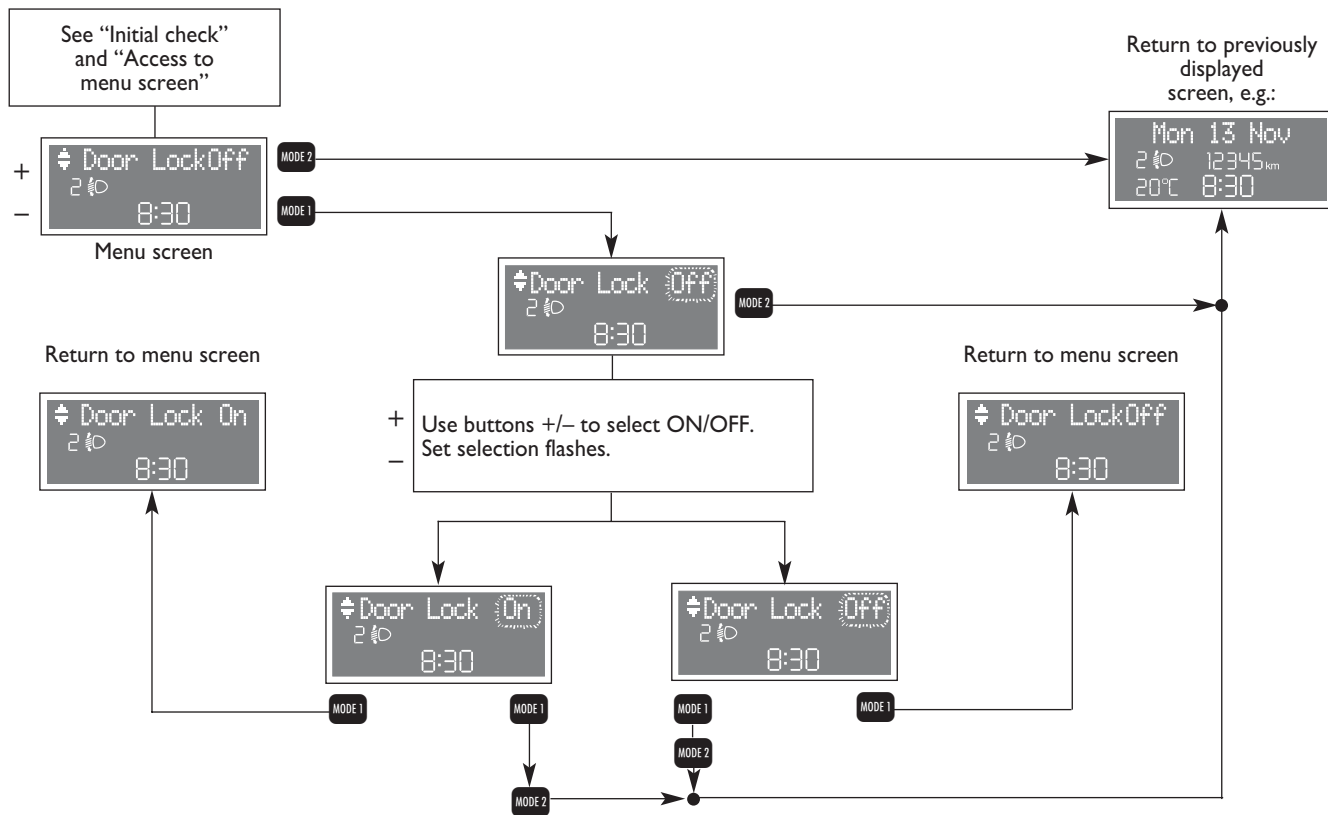 See “Initial check”
and “Access to
menu screen”
Return to previously
displayed
screen, e.g.:
+
–
Door LockOff
2
8:30
MODE 2
MODE 1
Menu screen
Mon 13 Nov
2 12345 km
20°C 8:30
Door Lock Off
2
8:30
MODE 2
Return to menu screen
Door Lock On
2
8:30
+
–
Use buttons +/– to select ON/OFF.
Set selection flashes.
Return to menu screen
Door LockOff
2
8:30
Door Lock On
2
8:30
Door Lock Off
2
8:30
MODE 1
MODE 1
MODE 2
MODE 1
MODE 2
MODE 1